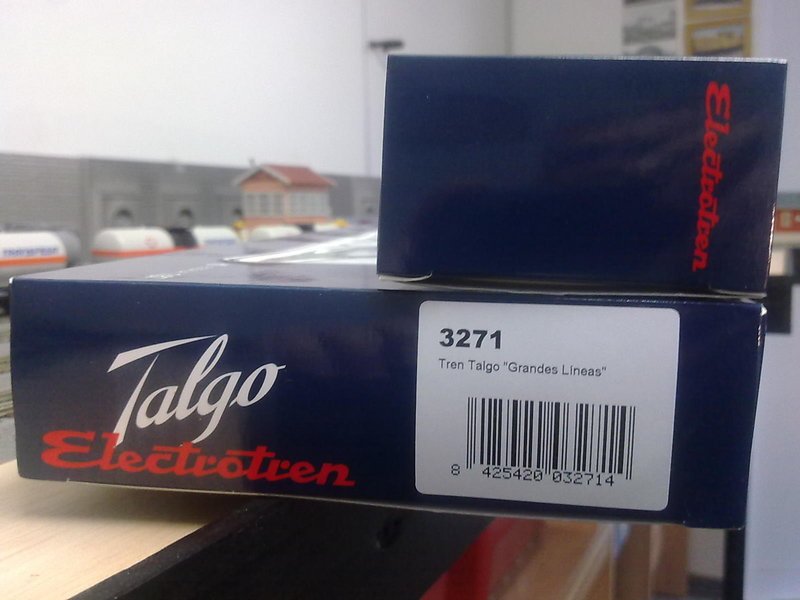 Electrotren
Talgo
Electrotren
3271
Tren Talgo "Grandes Líneas"
8 425420 032714